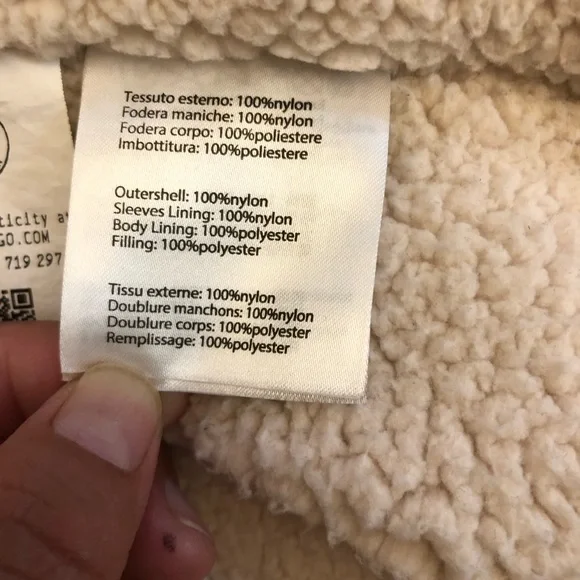 Tessuto esterno: 100%nylon
Fodera maniche: 100%nylon
Fodera corpo: 100%poliestere
Imbottitura: 100%poliestere
Outershell: 100%nylon
Sleeves Lining: 100%nylon
Body Lining: 100%polyester
Filling: 100%polyester
Tissu externe: 100%nylon
Doublure manchons: 100%nylon
Doublure corps: 100%polyester
Remplissage: 100%polyester
ticity a
GO.COM
719 297